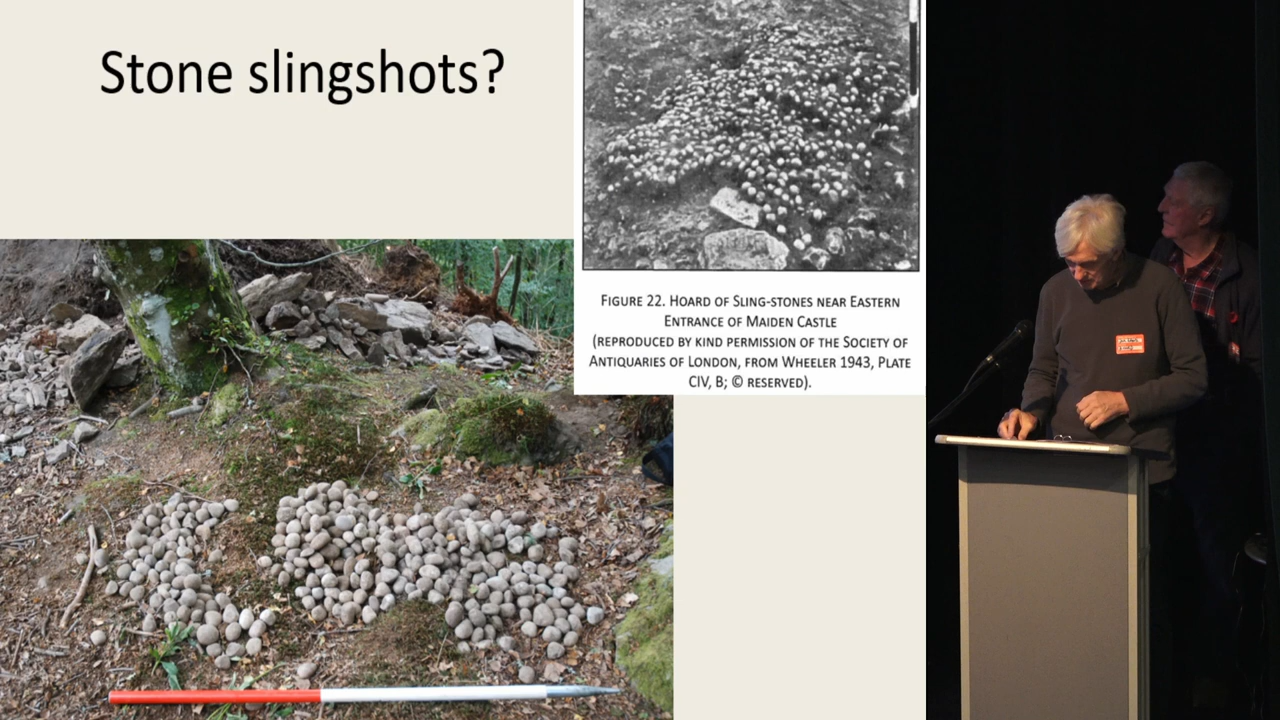 Stone slingshots?
FIGURE 22. HOARD OF SLING-STONES NEAR EASTERN
ENTRANCE OF MAIDEN CASTLE
(REPRODUCED BY KIND PERMISSION OF THE SOCIETY OF
ANTIQUARIES OF LONDON, FROM WHEELER 1943, PLATE
CIV, B; © RESERVED).